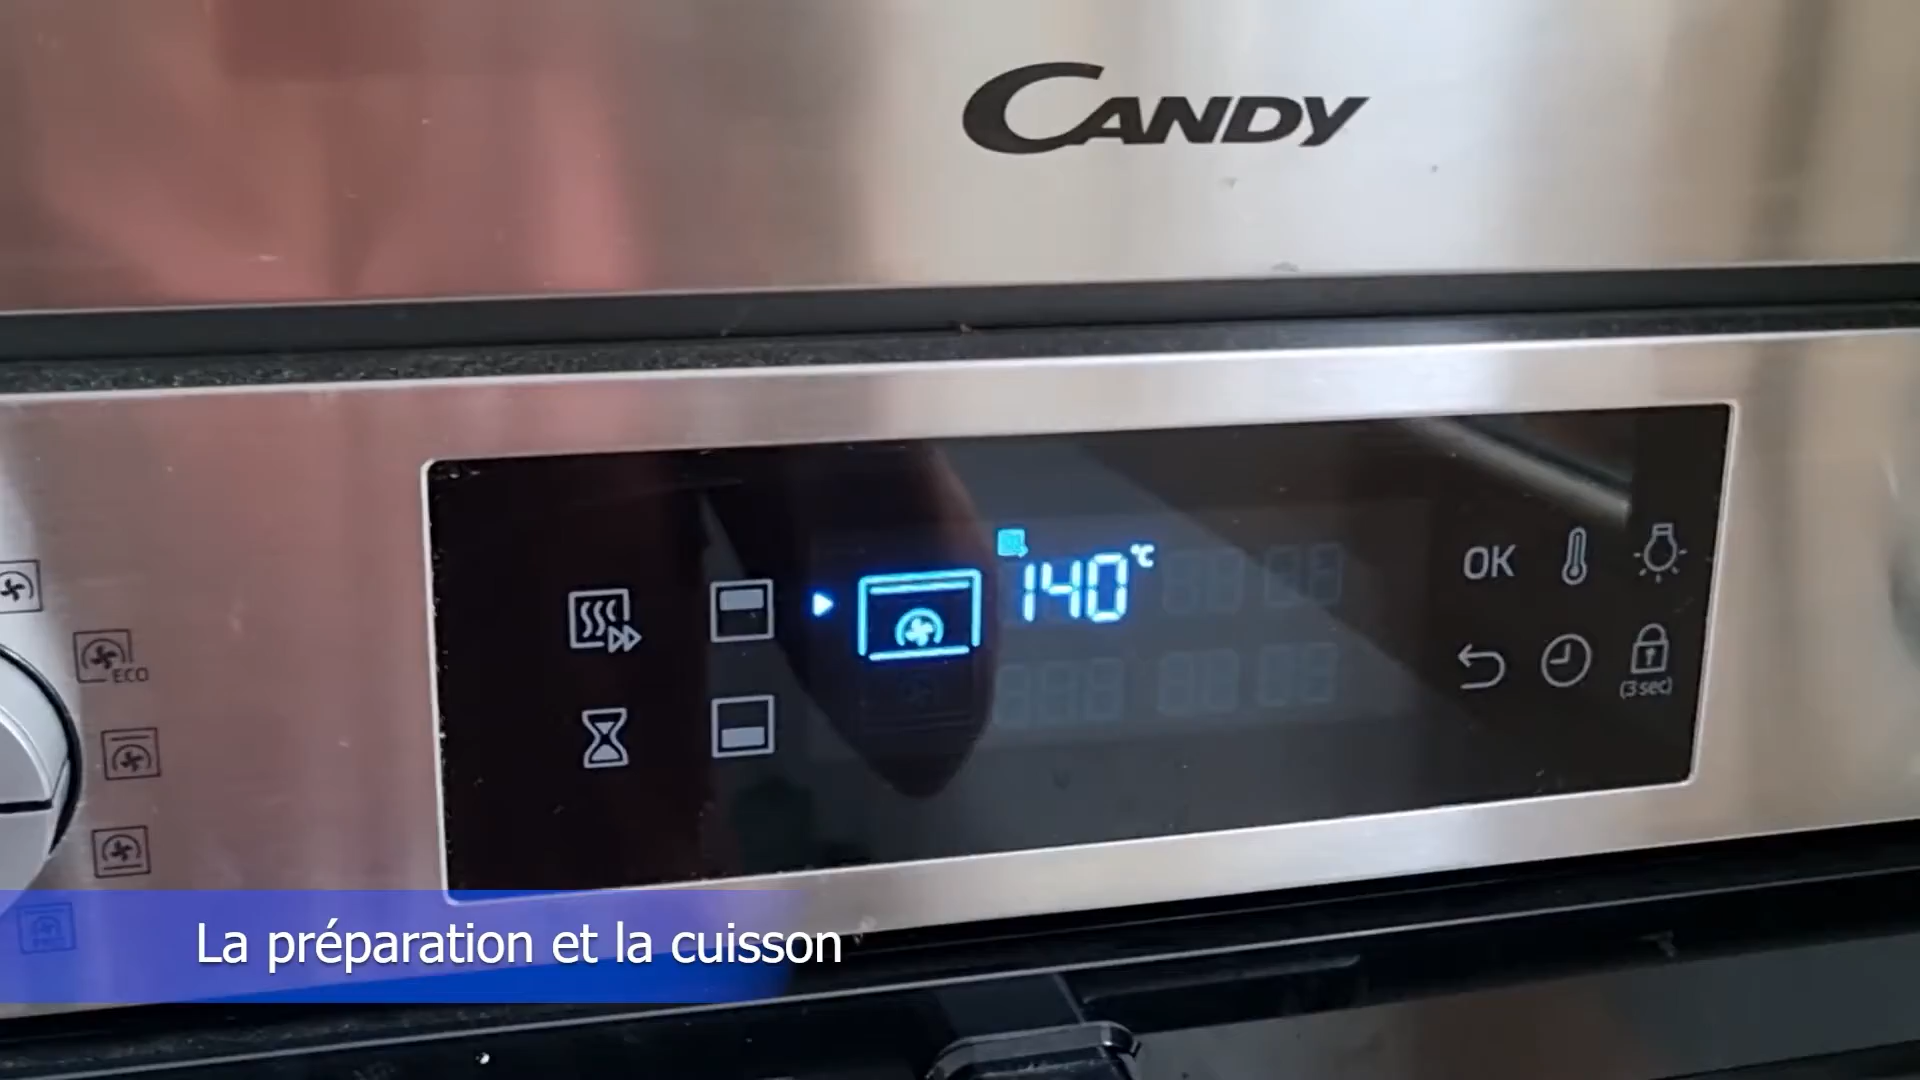 CANDY
140°C
OK
(3 sec)
ECO
La préparation et la cuisson